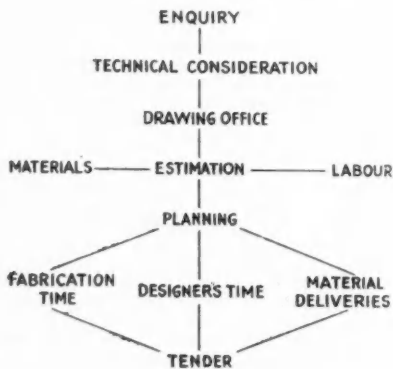 ENQUIRY
TECHNICAL CONSIDERATION
DRAWING OFFICE
MATERIALS
ESTIMATION
LABOUR
PLANNING
FABRICATION
TIME
DESIGNER'S TIME
MATERIAL
DELIVERIES
TENDER